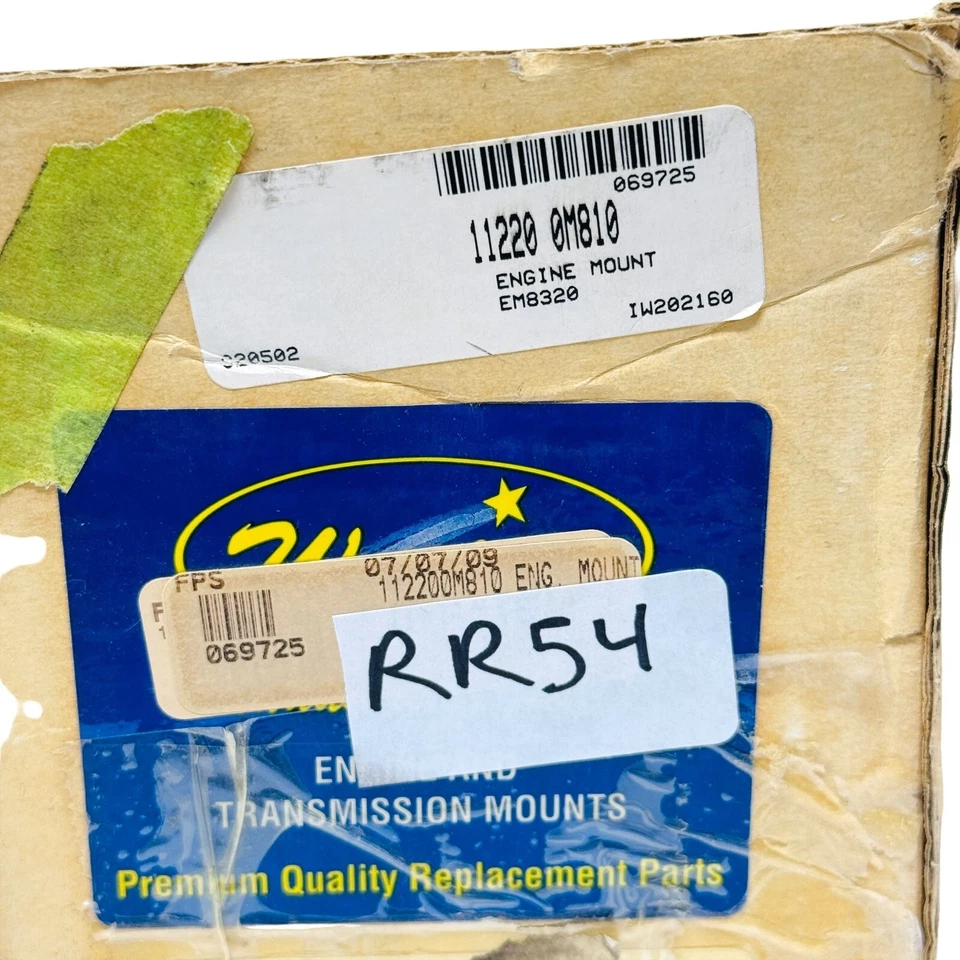 069725
11220 0M810
ENGINE MOUNT
EM8320
IW202160
020502
FPS
07/07/09
112200M810 ENG. MOUNT
069725
RR54
AND
TRANSMISSION MOUNTS
Premium Quality Replacement Parts